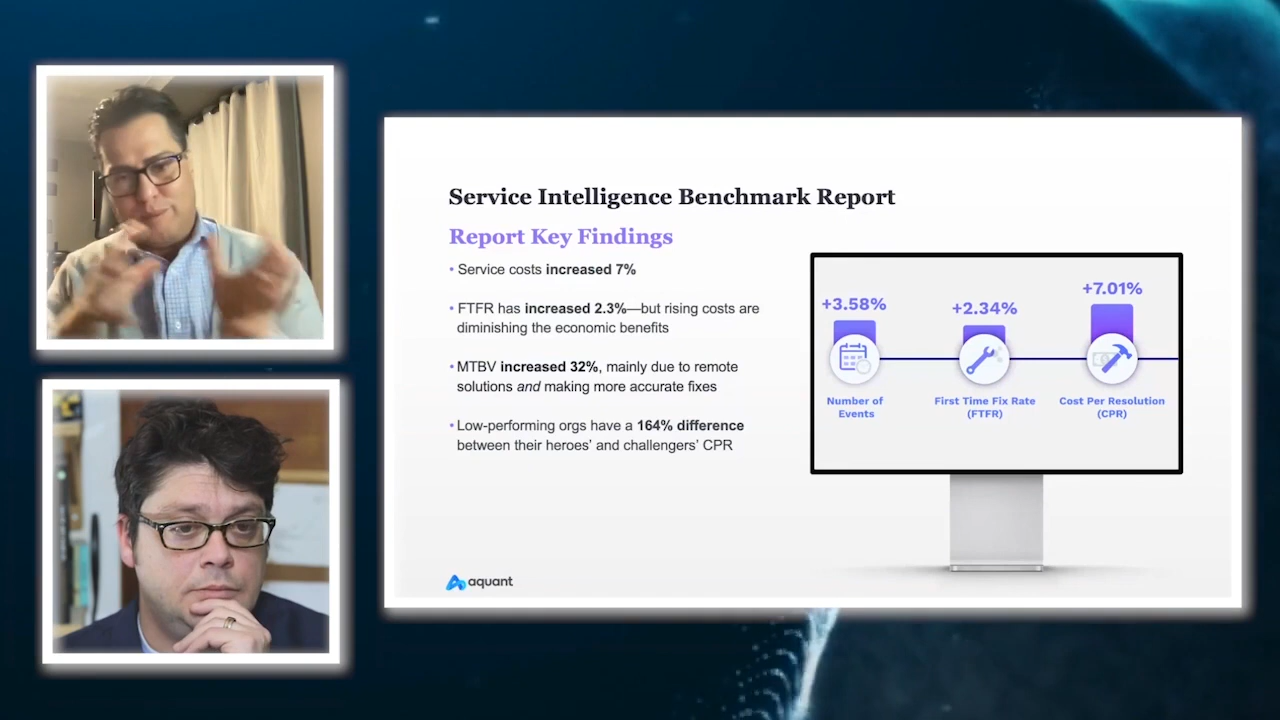 Service Intelligence Benchmark Report
Report Key Findings
• Service costs increased 7%
• FTFR has increased 2.3%—but rising costs are
diminishing the economic benefits
• MTBV increased 32%, mainly due to remote
solutions and making more accurate fixes
• Low-performing orgs have a 164% difference
between their heroes’ and challengers’ CPR
+3.58%
+2.34%
+7.01%
Number of
Events
First Time Fix Rate
(FTFR)
Cost Per Resolution
(CPR)
aquant